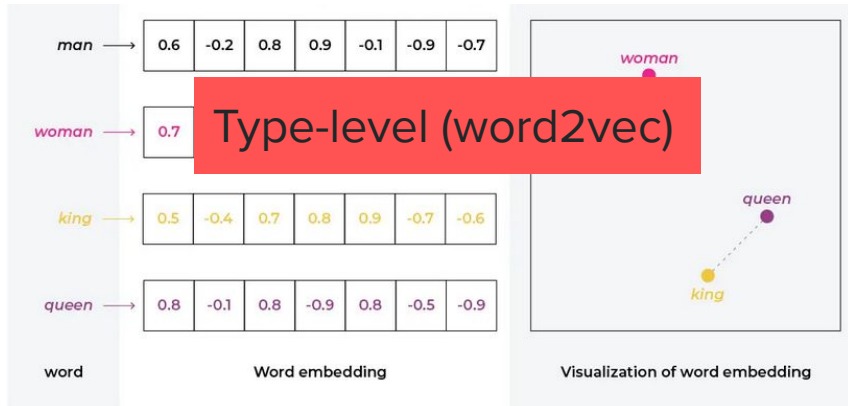 man 0.6 -0.2 0.8 0.9 -0.1 -0.9 -0.7
woman
woman 0.7
Type-level (word2vec)
king 0.5 -0.4 0.7 0.8 0.9 -0.7 -0.6
queen
king
queen 0.8 -0.1 0.8 -0.9 0.8 -0.5 -0.9
word Word embedding Visualization of word embedding